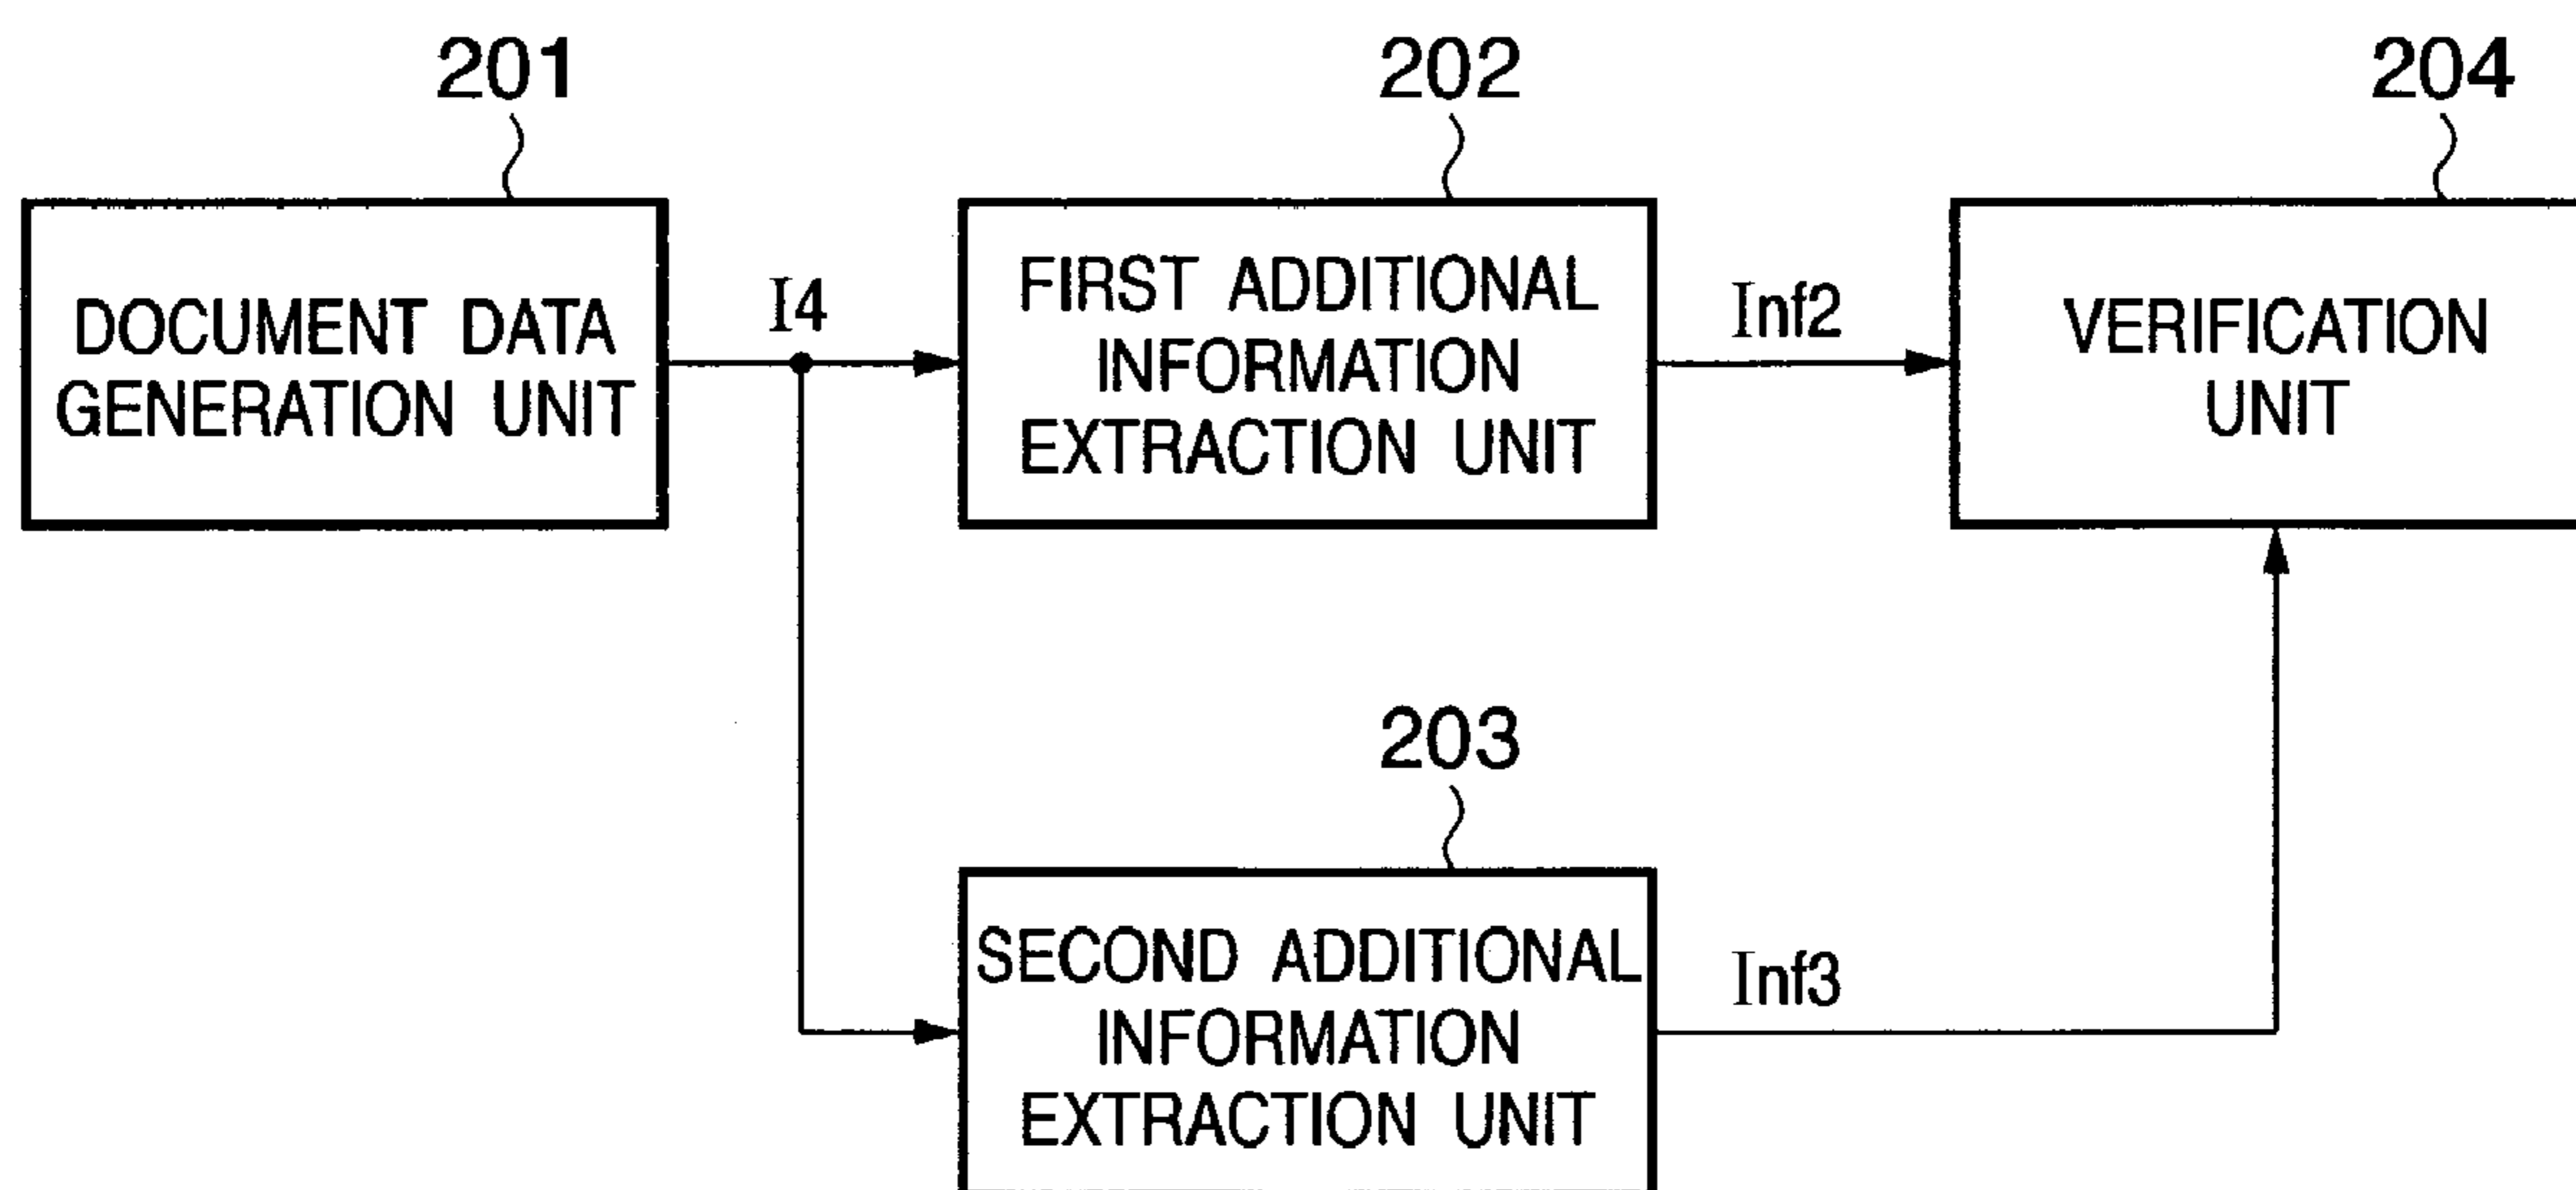 201
202
204
DOCUMENT DATA
GENERATION UNIT
I4
FIRST ADDITIONAL
INFORMATION
EXTRACTION UNIT
Inf2
VERIFICATION
UNIT
203
SECOND ADDITIONAL
INFORMATION
EXTRACTION UNIT
Inf3